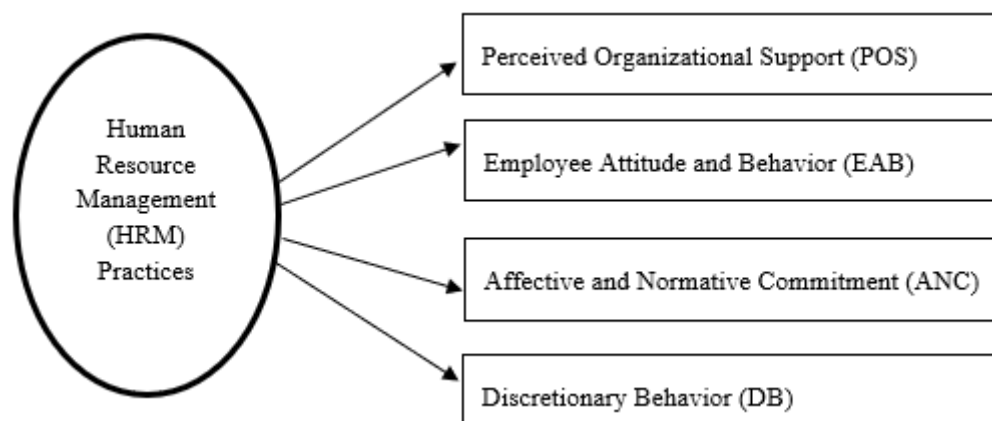 Human
Resource
Management
(HRM)
Practices
Perceived Organizational Support (POS)
Employee Attitude and Behavior (EAB)
Affective and Normative Commitment (ANC)
Discretionary Behavior (DB)